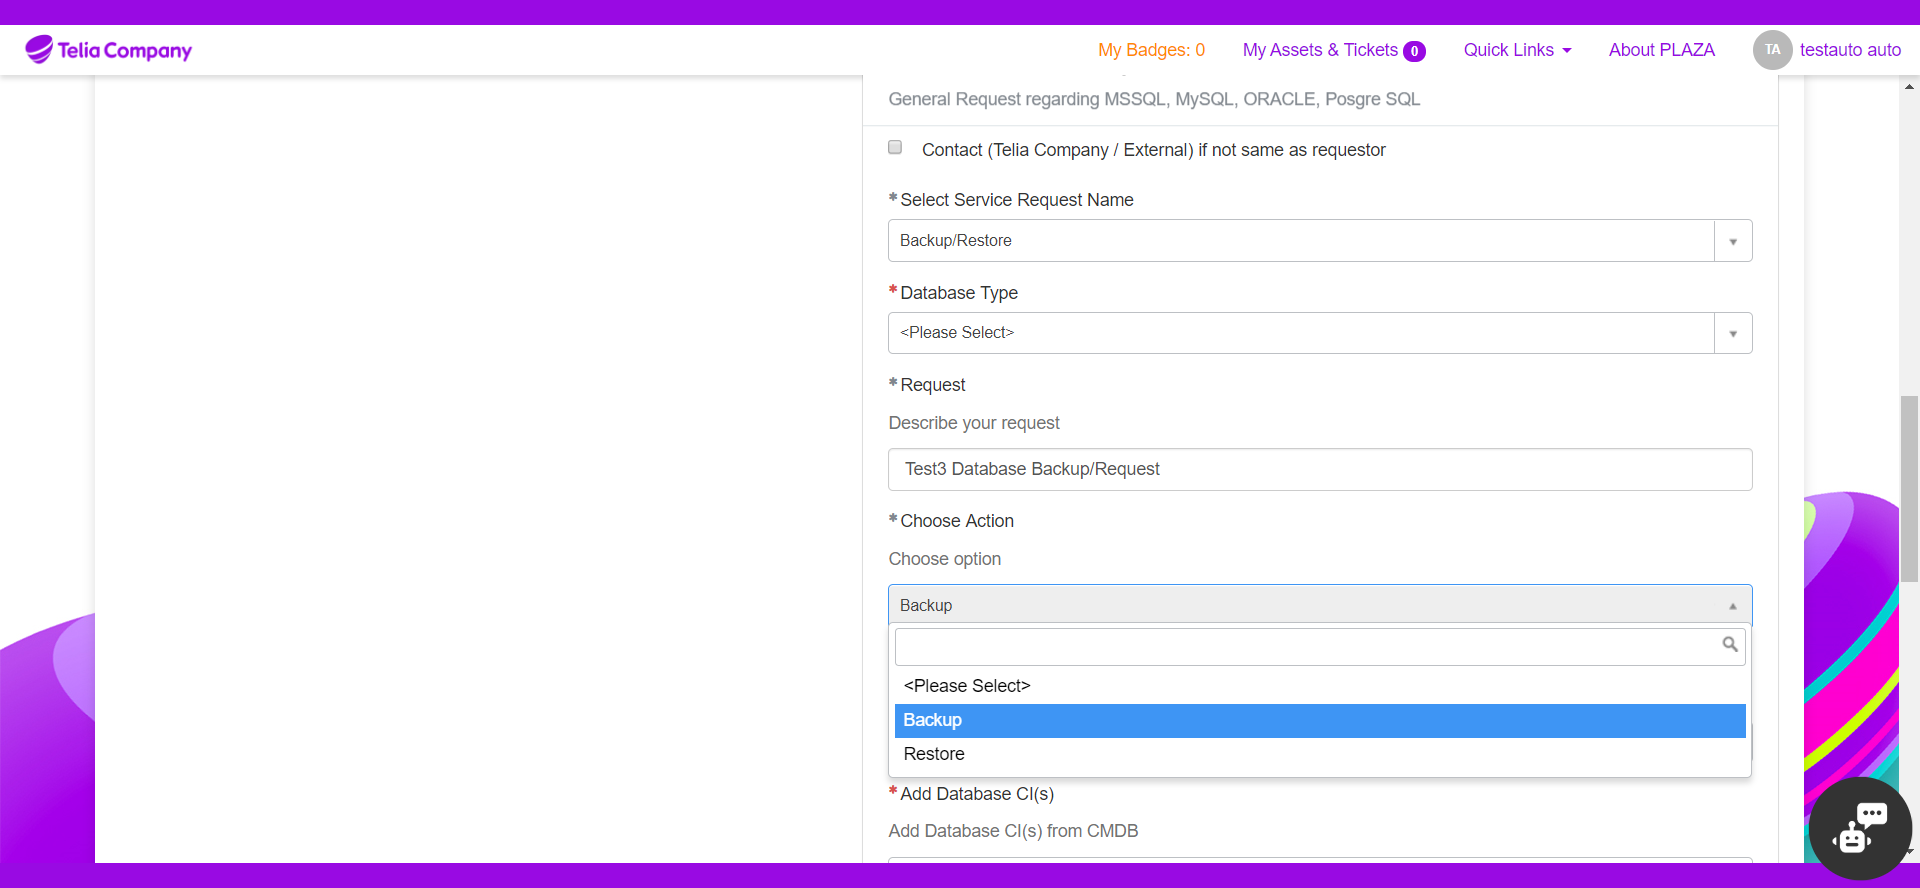 Telia Company
My Badges: 0
My Assets & Tickets 0
Quick Links
About PLAZA
TA
testauto auto
General Request regarding MSSQL, MySQL, ORACLE, Posgre SQL
Contact (Telia Company / External) if not same as requestor
* Select Service Request Name
Backup/Restore
* Database Type
<Please Select>
* Request
Describe your request
Test3 Database Backup/Request
* Choose Action
Choose option
Backup
<Please Select>
Backup
Restore
* Add Database CI(s)
Add Database CI(s) from CMDB